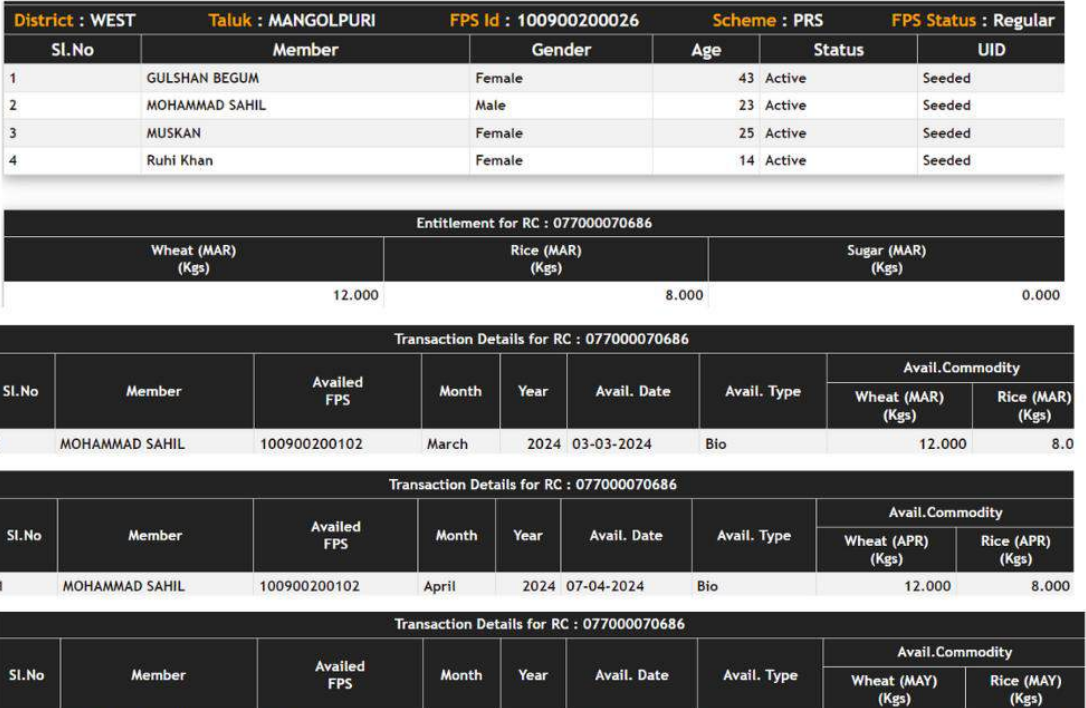 District : WEST Taluk : MANGOLPURI FPS Id : 100900200026 Scheme : PRS FPS Status : Regular
Sl.No Member Gender Age Status UID
1 GULSHAN BEGUM Female 43 Active Seeded
2 MOHAMMAD SAHIL Male 23 Active Seeded
3 MUSKAN Female 25 Active Seeded
4 Ruhi Khan Female 14 Active Seeded
Entitlement for RC : 077000070686
Wheat (MAR) Rice (MAR) Sugar (MAR)
(Kgs) (Kgs) (Kgs)
12.000 8.000 0.000
Transaction Details for RC : 077000070686
Avail.Commodity
Sl.No Member Availed FPS Month Year Avail. Date Avail. Type Wheat (MAR) (Kgs) Rice (MAR) (Kgs)
MOHAMMAD SAHIL 100900200102 March 2024 03-03-2024 Bio 12.000 8.0
Transaction Details for RC : 077000070686
Avail.Commodity
Sl.No Member Availed FPS Month Year Avail. Date Avail. Type Wheat (APR) (Kgs) Rice (APR) (Kgs)
1 MOHAMMAD SAHIL 100900200102 April 2024 07-04-2024 Bio 12.000 8.000
Transaction Details for RC : 077000070686
Avail.Commodity
Sl.No Member Availed FPS Month Year Avail. Date Avail. Type Wheat (MAY) (Kgs) Rice (MAY) (Kgs)